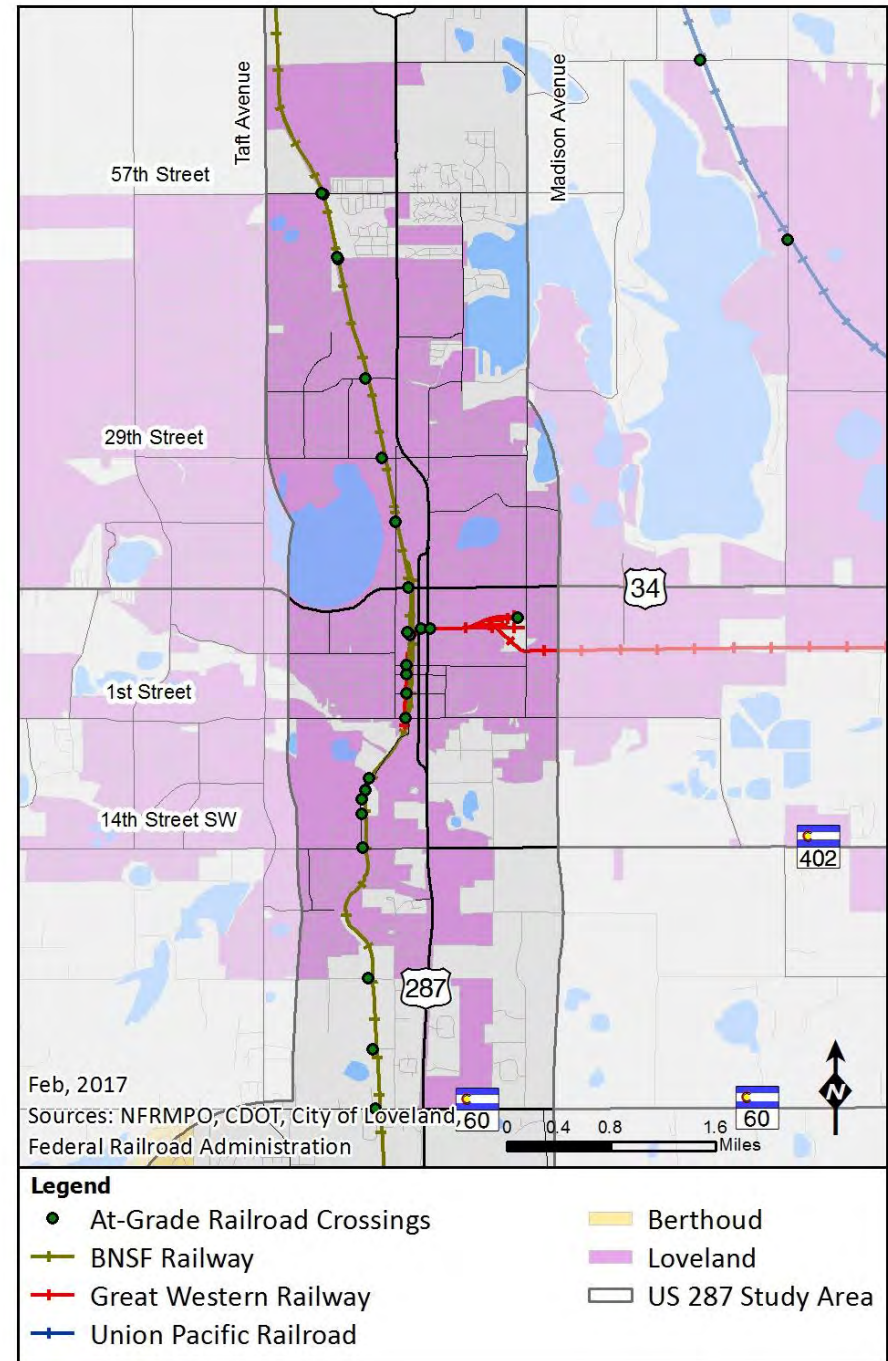 Taft Avenue
Madison Avenue
57th Street
29th Street
34
1st Street
14th Street SW
402
287
N
Feb, 2017
Sources: NFRMPO, CDOT, City of Loveland,
Federal Railroad Administration
60
60
0 0.4 0.8 1.6
Miles
Legend
At-Grade Railroad Crossings
BNSF Railway
Great Western Railway
Union Pacific Railroad
Berthoud
Loveland
US 287 Study Area